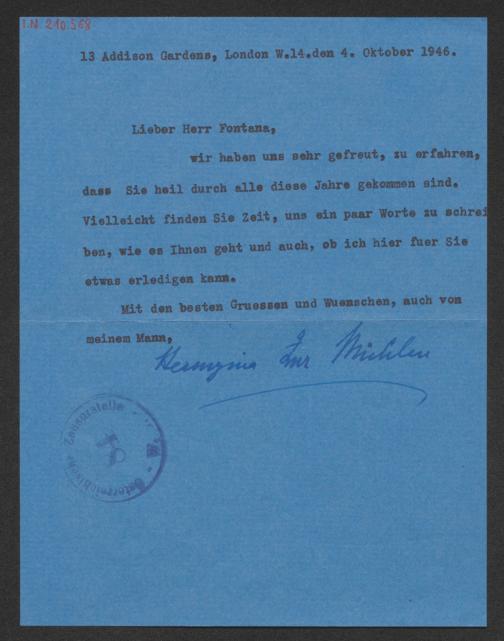 I.N. 210.568
13 Addison Gardens, London W.14.den 4. Oktober 1946.
Lieber Herr Fontana,
wir haben uns sehr gefreut, zu erfahren,
dass Sie heil durch alle diese Jahre gekommen sind.
Vielleicht finden Sie Zeit, uns ein paar Worte zu schrei
ben, wie es Ihnen geht und auch, ob ich hier fuer Sie
etwas erledigen kann.
Mit den besten Gruessen und Wuenschen, auch von
meinem Mann,
Hermynia Zur Mühlen
Österreichische Zensurstelle